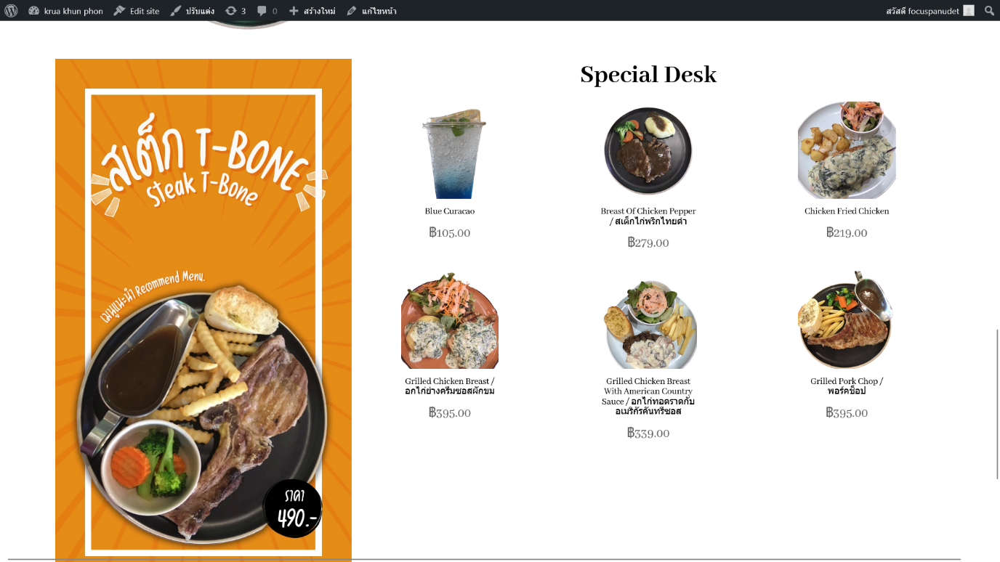 krua khun phon
Edit site
ปรับแต่ง
3
0
สร้างใหม่
แก้ไขหน้า
สวัสดี focuspanudet
สเต็ก T-BONE
Steak T-Bone
เมนูแนะนำ Recommend Menu.
ราคา
490.-
Special Desk
Blue Curacao
฿105.00
Breast Of Chicken Pepper
/ สเต็กไก่พริกไทยดำ
฿279.00
Chicken Fried Chicken
฿219.00
Grilled Chicken Breast /
อกไก่ย่างครีมซอสผักขม
฿395.00
Grilled Chicken Breast
With American Country
Sauce / อกไก่ทอดราดกับ
อเมริกัรคันทรีซอส
฿339.00
Grilled Pork Chop /
พอร์คช็อป
฿395.00